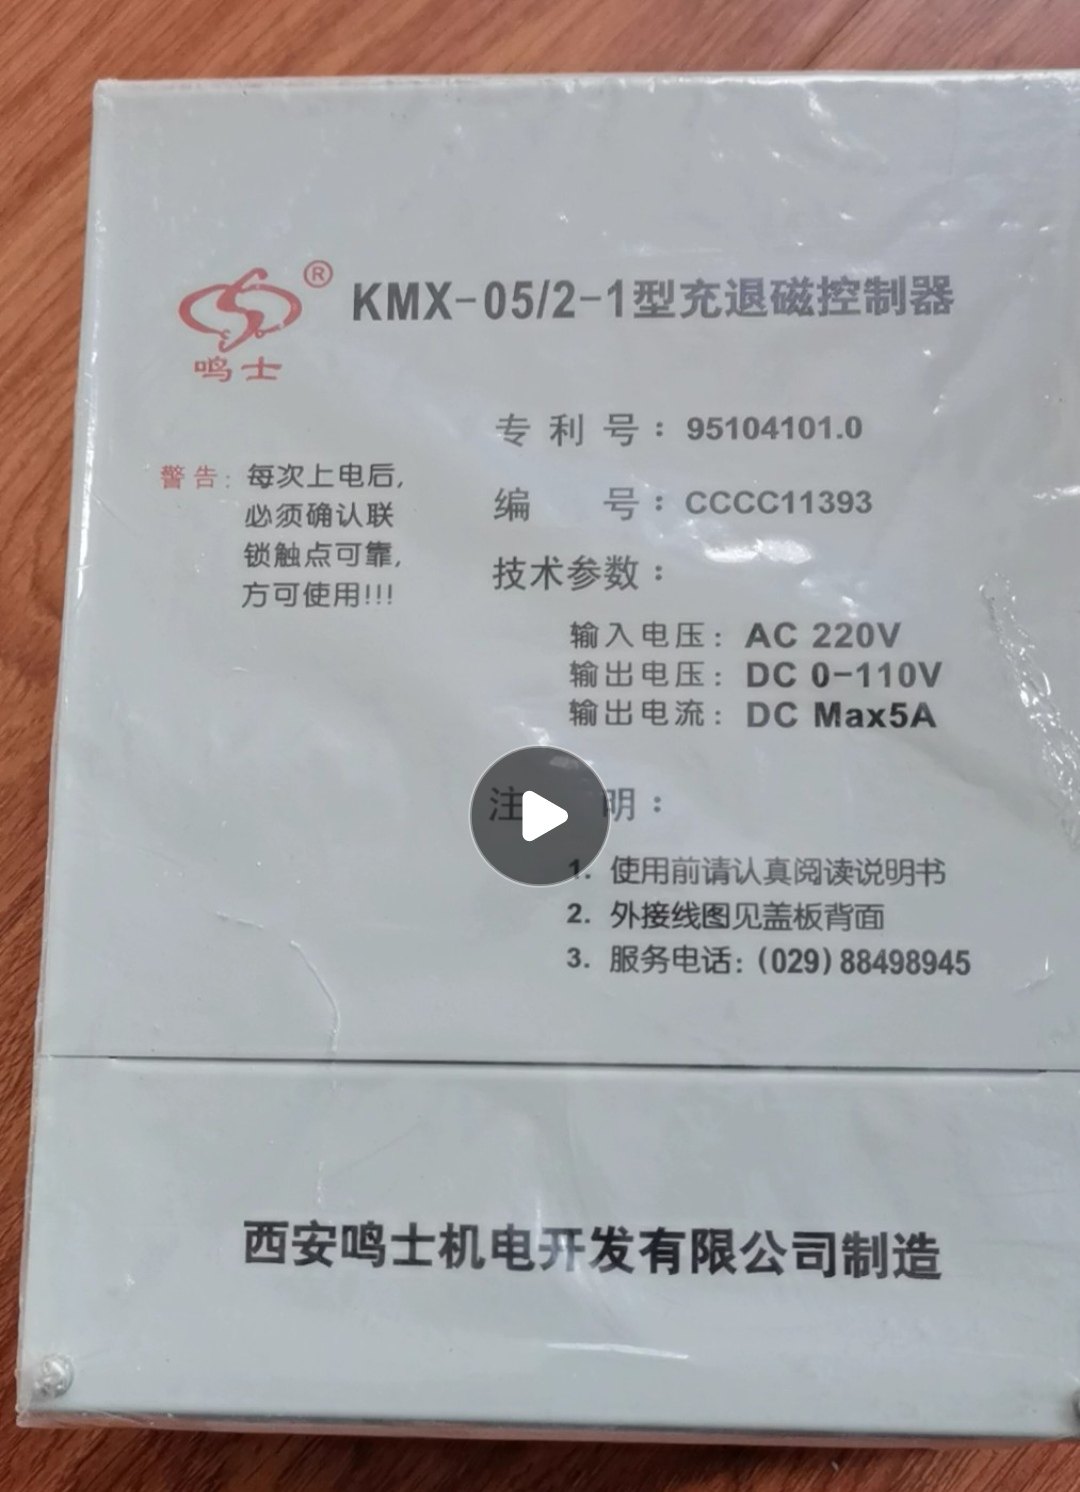 ®
鸣士
KMX-05/2-1型充退磁控制器
专利号：95104101.0
警告：每次上电后，
必须确认联
锁触点可靠，
方可使用!!!
编号：CCCC11393
技术参数：
输入电压：AC 220V
输出电压：DC 0-110V
输出电流：DC Max5A
注明：
1. 使用前请认真阅读说明书
2. 外接线图见盖板背面
3. 服务电话：(029)88498945
西安鸣士机电开发有限公司制造